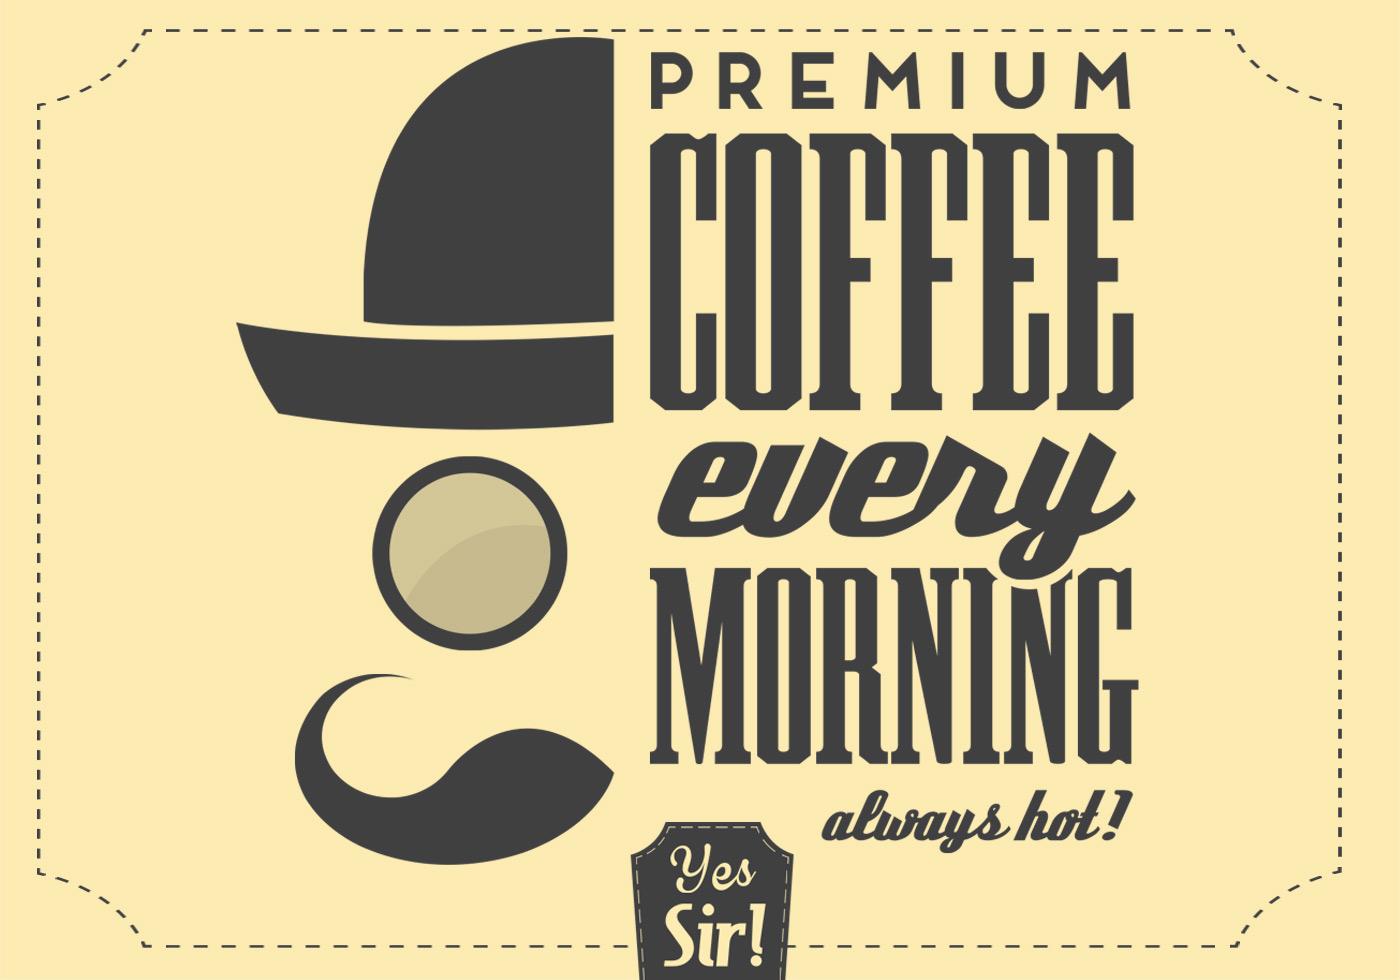 PREMIUM
COFFEE
every
MORNING
always hot!
Yes
Sir!